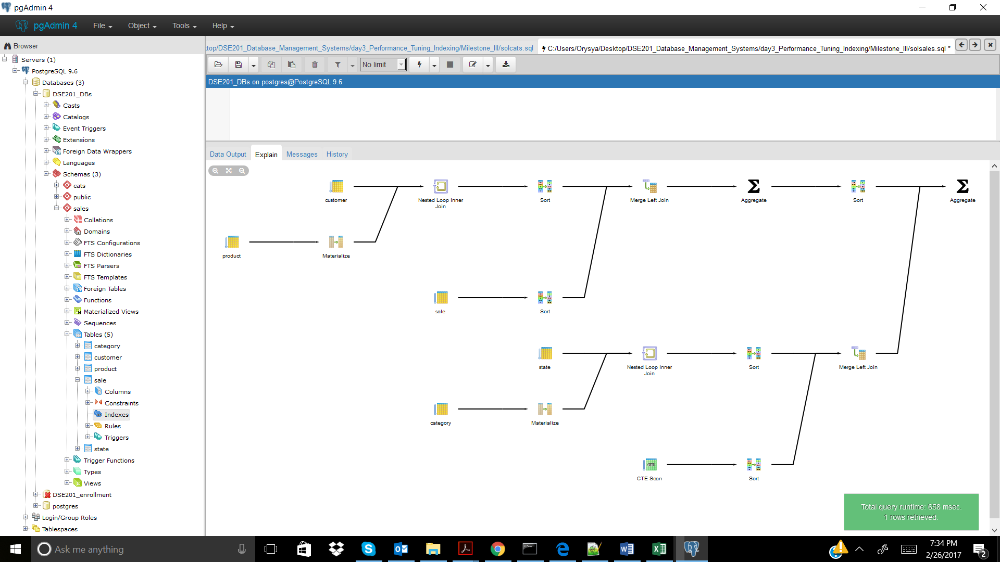 pgAdmin 4
pgAdmin 4 File Object Tools Help
Browser
ktop/DSE201_Database_Management_Systems/day3_Performance_Tuning_Indexing/Milestone_III/solcats.sql
C:/Users/Orysya/Desktop/DSE201_Database_Management_Systems/day3_Performance_Tuning_Indexing/Milestone_III/solsales.sql *
No limit
DSE201_DBs on postgres@PostgreSQL 9.6
Servers (1)
PostgreSQL 9.6
Databases (3)
DSE201_DBs
Casts
Catalogs
Event Triggers
Extensions
Foreign Data Wrappers
Languages
Schemas (3)
cats
public
sales
Collations
Domains
FTS Configurations
FTS Dictionaries
FTS Parsers
FTS Templates
Foreign Tables
Functions
Materialized Views
Sequences
Tables (5)
category
customer
product
sale
Columns
Constraints
Indexes
Rules
Triggers
state
Trigger Functions
Types
Views
DSE201_enrollment
postgres
Login/Group Roles
Tablespaces
Data Output Explain Messages History
customer
Nested Loop Inner
Join
Sort
Merge Left Join
Aggregate
Sort
Aggregate
product
Materialize
sale
Sort
state
Nested Loop Inner
Join
Sort
Merge Left Join
category
Materialize
CTE
CTE Scan
Sort
Total query runtime: 658 msec.
1 rows retrieved.
Ask me anything
7:34 PM
2/26/2017
2